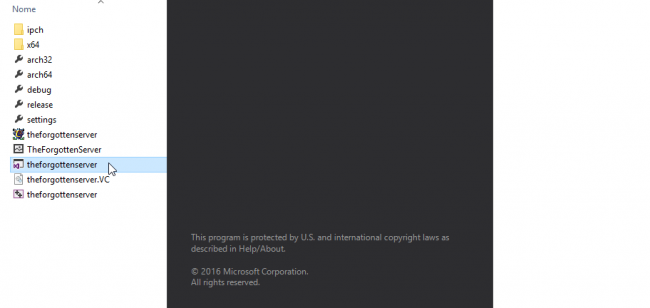 Nome
ipch
x64
arch32
arch64
debug
release
settings
theforgottenserver
TheForgottenServer
theforgottenserver
theforgottenserver.VC
theforgottenserver
This program is protected by U.S. and international copyright laws as
described in Help/About.
© 2016 Microsoft Corporation.
All rights reserved.